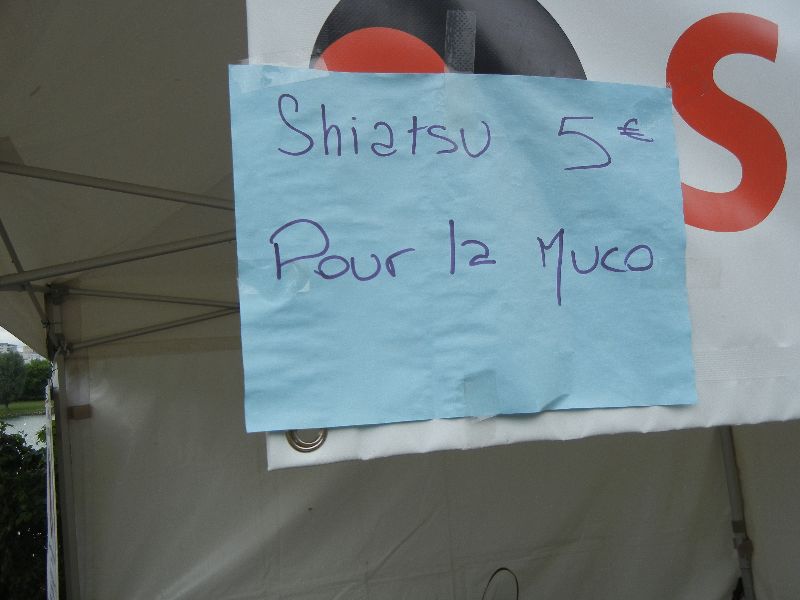 Shiatsu 5€
Pour la Muco
S